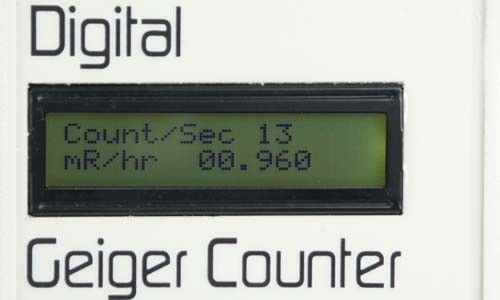 Digital
Count/Sec 13
mR/hr 00.960
Geiger Counter